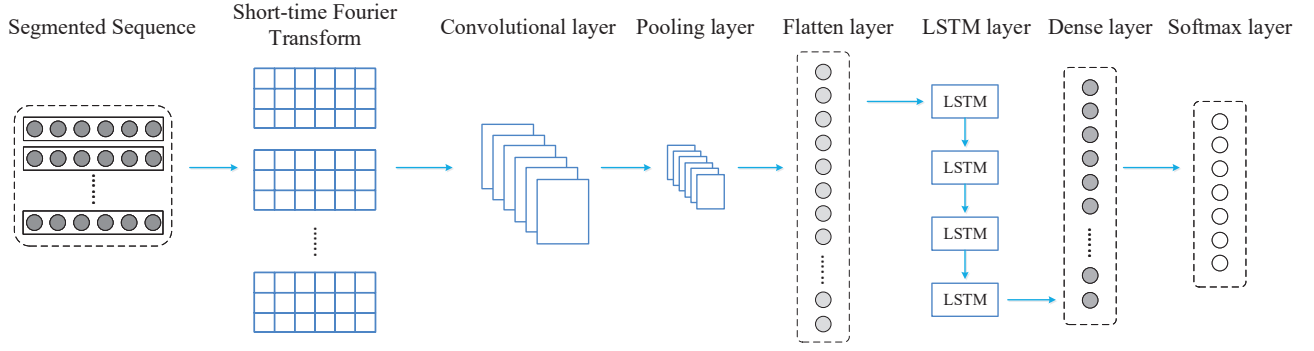 Segmented Sequence
Short-time Fourier
Transform
Convolutional layer
Pooling layer
Flatten layer
LSTM layer
Dense layer
Softmax layer
LSTM
LSTM
LSTM
LSTM